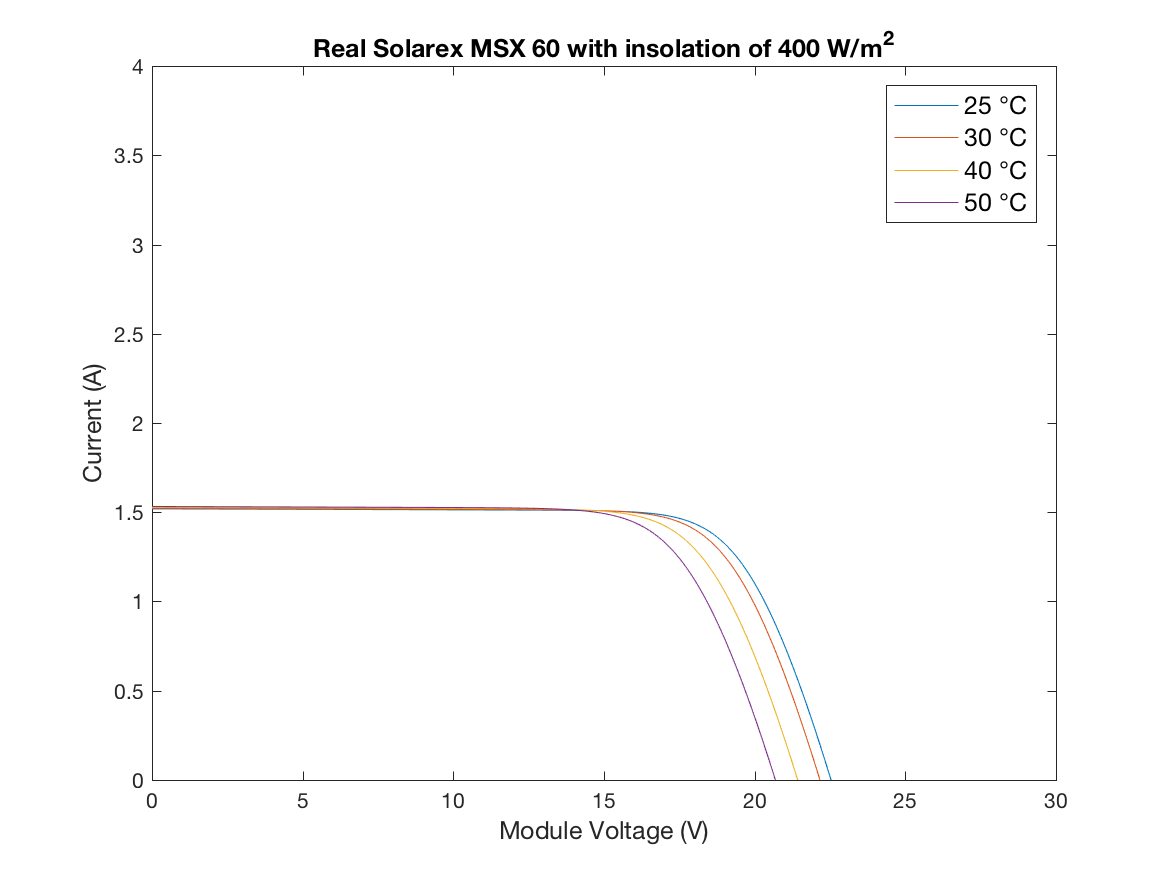 Real Solarex MSX 60 with insolation of 400 W/m²
4
3.5
3
2.5
2
1.5
1
0.5
0
Current (A)
25 °C
30 °C
40 °C
50 °C
0 5 10 15 20 25 30
Module Voltage (V)